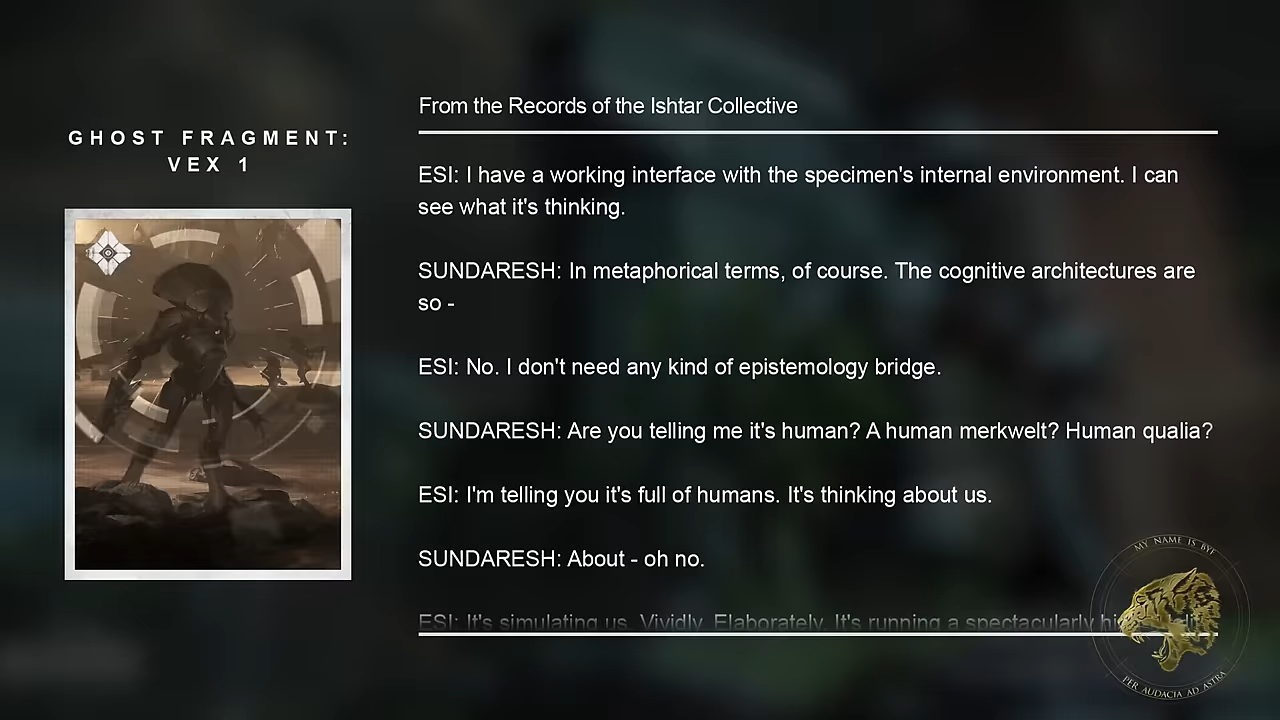 From the Records of the Ishtar Collective
GHOST FRAGMENT:
VEX 1
ESI: I have a working interface with the specimen's internal environment. I can
see what it's thinking.
SUNDARESH: In metaphorical terms, of course. The cognitive architectures are
so -
ESI: No. I don't need any kind of epistemology bridge.
SUNDARESH: Are you telling me it's human? A human merkwelt? Human qualia?
ESI: I'm telling you it's full of humans. It's thinking about us.
SUNDARESH: About - oh no.
ESI: It's simulating us. Vividly. Elaborately. It's running a spectacularly
MY NAME IS BYF
PER AUDACIA AD ASTRA